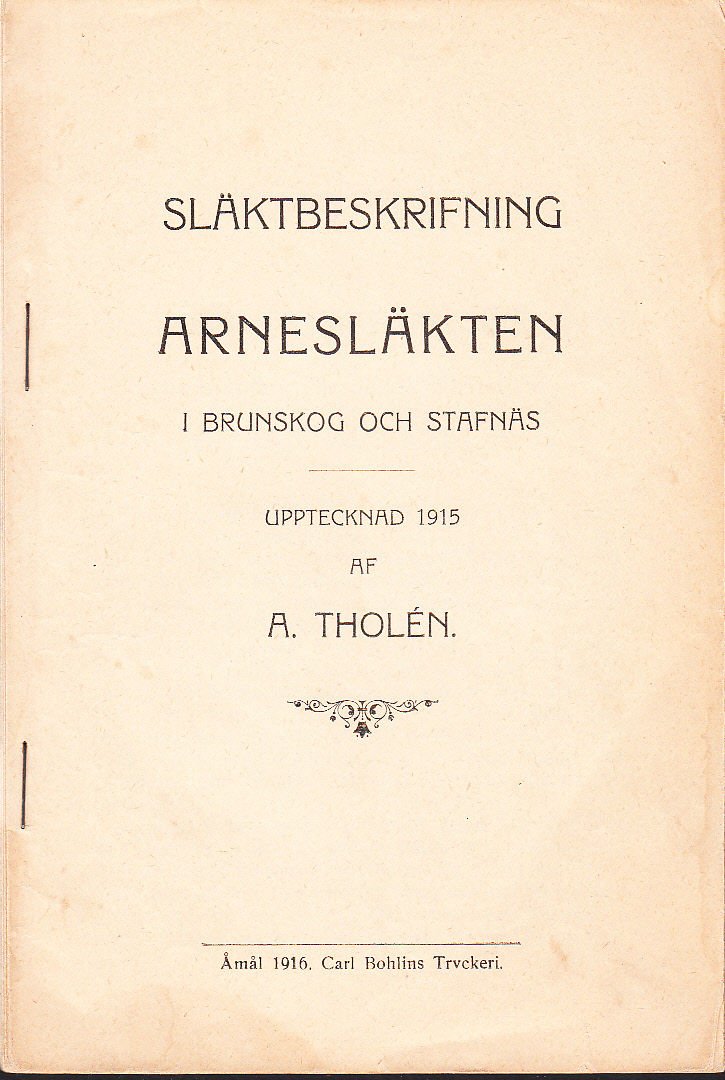 SLÄKTBESKRIFNING
ARNESLÄKTEN
I BRUNSKOG OCH STAFNÄS
UPPTECKNAD 1915
AF
A. THOLÉN.
Åmål 1916. Carl Bohlins Tryckeri.